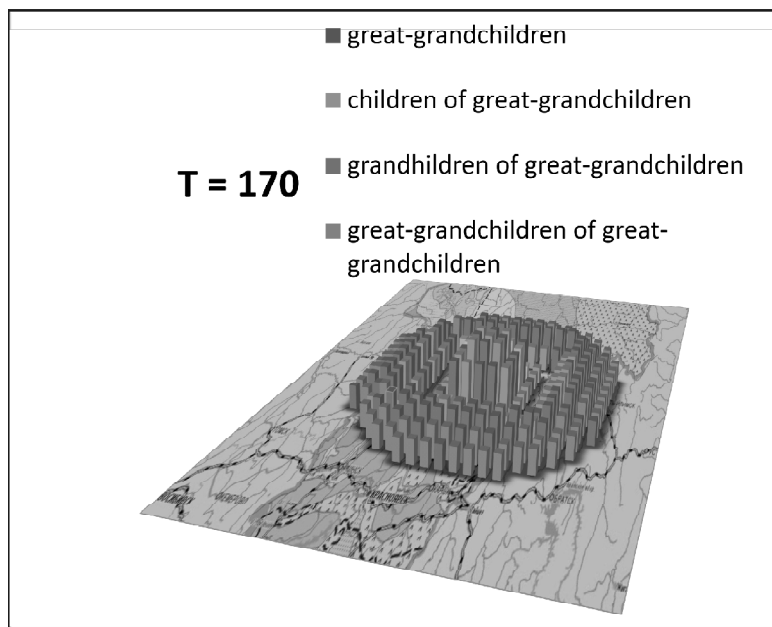 great-grandchildren
children of great-grandchildren
T = 170
grandhildren of great-grandchildren
great-grandchildren of great-
grandchildren